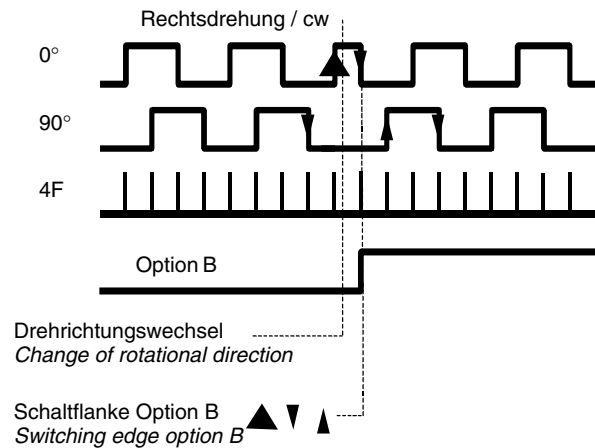 Rechtsdrehung / cw
0°
90°
4F
Option B
Drehrichtungswechsel
Change of rotational direction
Schaltflanke Option B
Switching edge option B